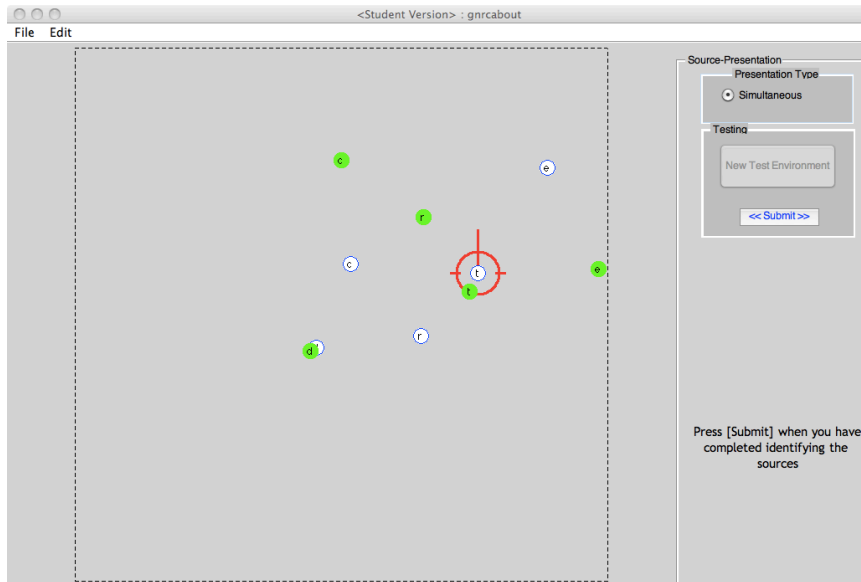 <Student Version> : gnrcabout
File Edit
Source-Presentation
Presentation Type
Simultaneous
Testing
New Test Environment
<< Submit >>
c
e
r
c
t
e
t
d
r
Press [Submit] when you have
completed identifying the
sources